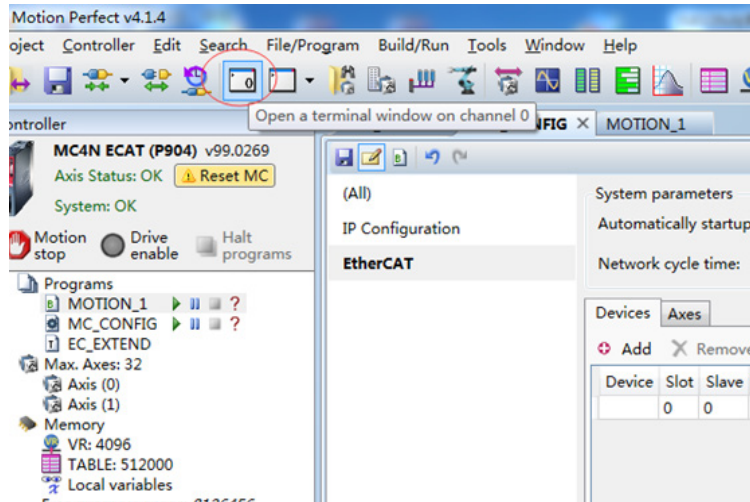 Motion Perfect v4.1.4
oject Controller Edit Search File/Program Build/Run Tools Window Help
0
Open a terminal window on channel 0
ontroller
NFIG × MOTION_1
MC4N ECAT (P904) v99.0269
Axis Status: OK Reset MC
System: OK
Motion stop
Drive enable
Halt programs
Programs
MOTION_1 ?
MC_CONFIG ?
EC_EXTEND
Max. Axes: 32
Axis (0)
Axis (1)
Memory
VR: 4096
TABLE: 512000
Local variables
(All)
IP Configuration
EtherCAT
System parameters
Automatically startup
Network cycle time:
Devices Axes
Add Remove
Device Slot Slave
0 0